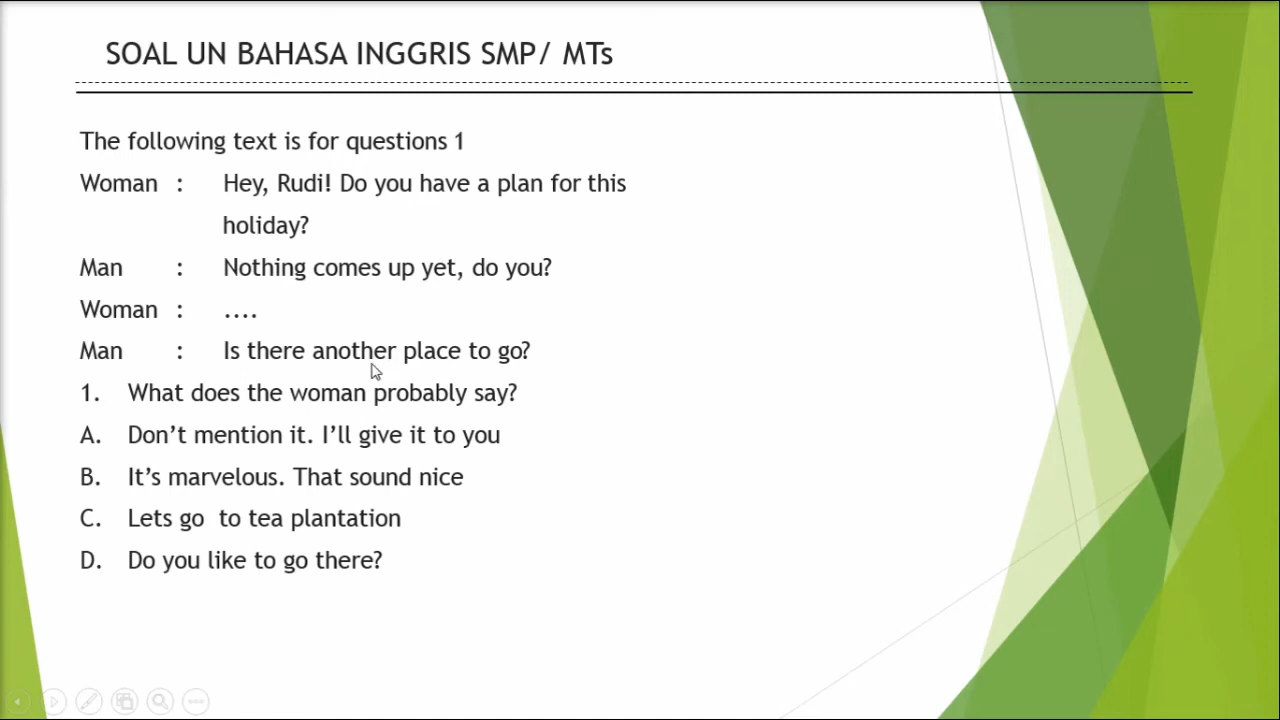 SOAL UN BAHASA INGGRIS SMP/ MTs
The following text is for questions 1
Woman : Hey, Rudi! Do you have a plan for this
holiday?
Man : Nothing comes up yet, do you?
Woman : ....
Man : Is there another place to go?
1. What does the woman probably say?
A. Don’t mention it. I’ll give it to you
B. It’s marvelous. That sound nice
C. Lets go  to tea plantation
D. Do you like to go there?